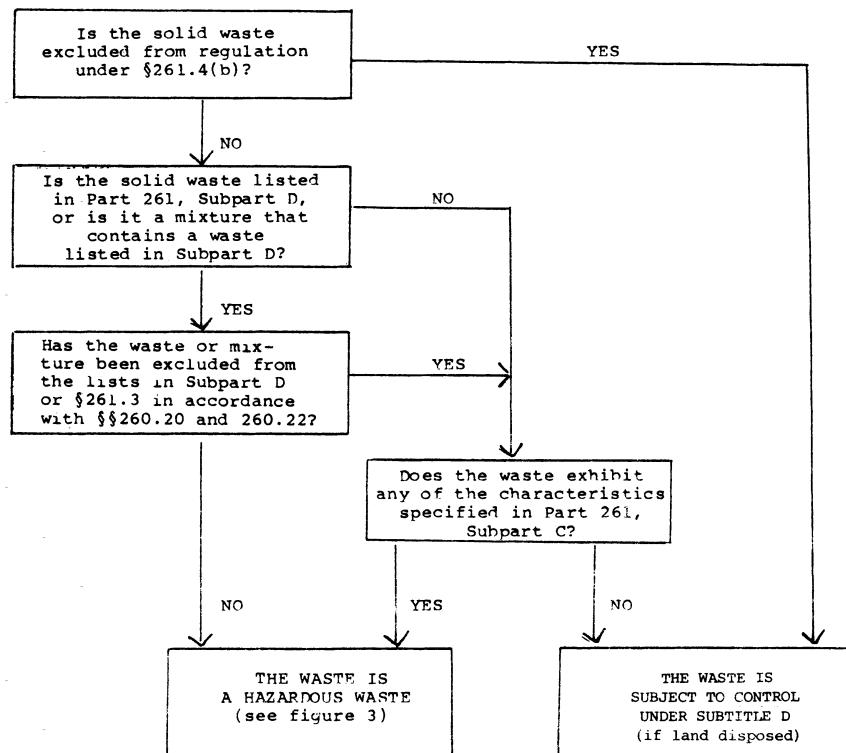 Is the solid waste
excluded from regulation
under §261.4(b)?
YES
NO
Is the solid waste listed
in Part 261, Subpart D,
or is it a mixture that
contains a waste
listed in Subpart D?
NO
YES
Has the waste or mix-
ture been excluded from
the lists in Subpart D
or §261.3 in accordance
with §§260.20 and 260.22?
YES
Does the waste exhibit
any of the characteristics
specified in Part 261,
Subpart C?
NO
YES
NO
THE WASTE IS
A HAZARDOUS WASTE
(see figure 3)
THE WASTE IS
SUBJECT TO CONTROL
UNDER SUBTITLE D
(if land disposed)